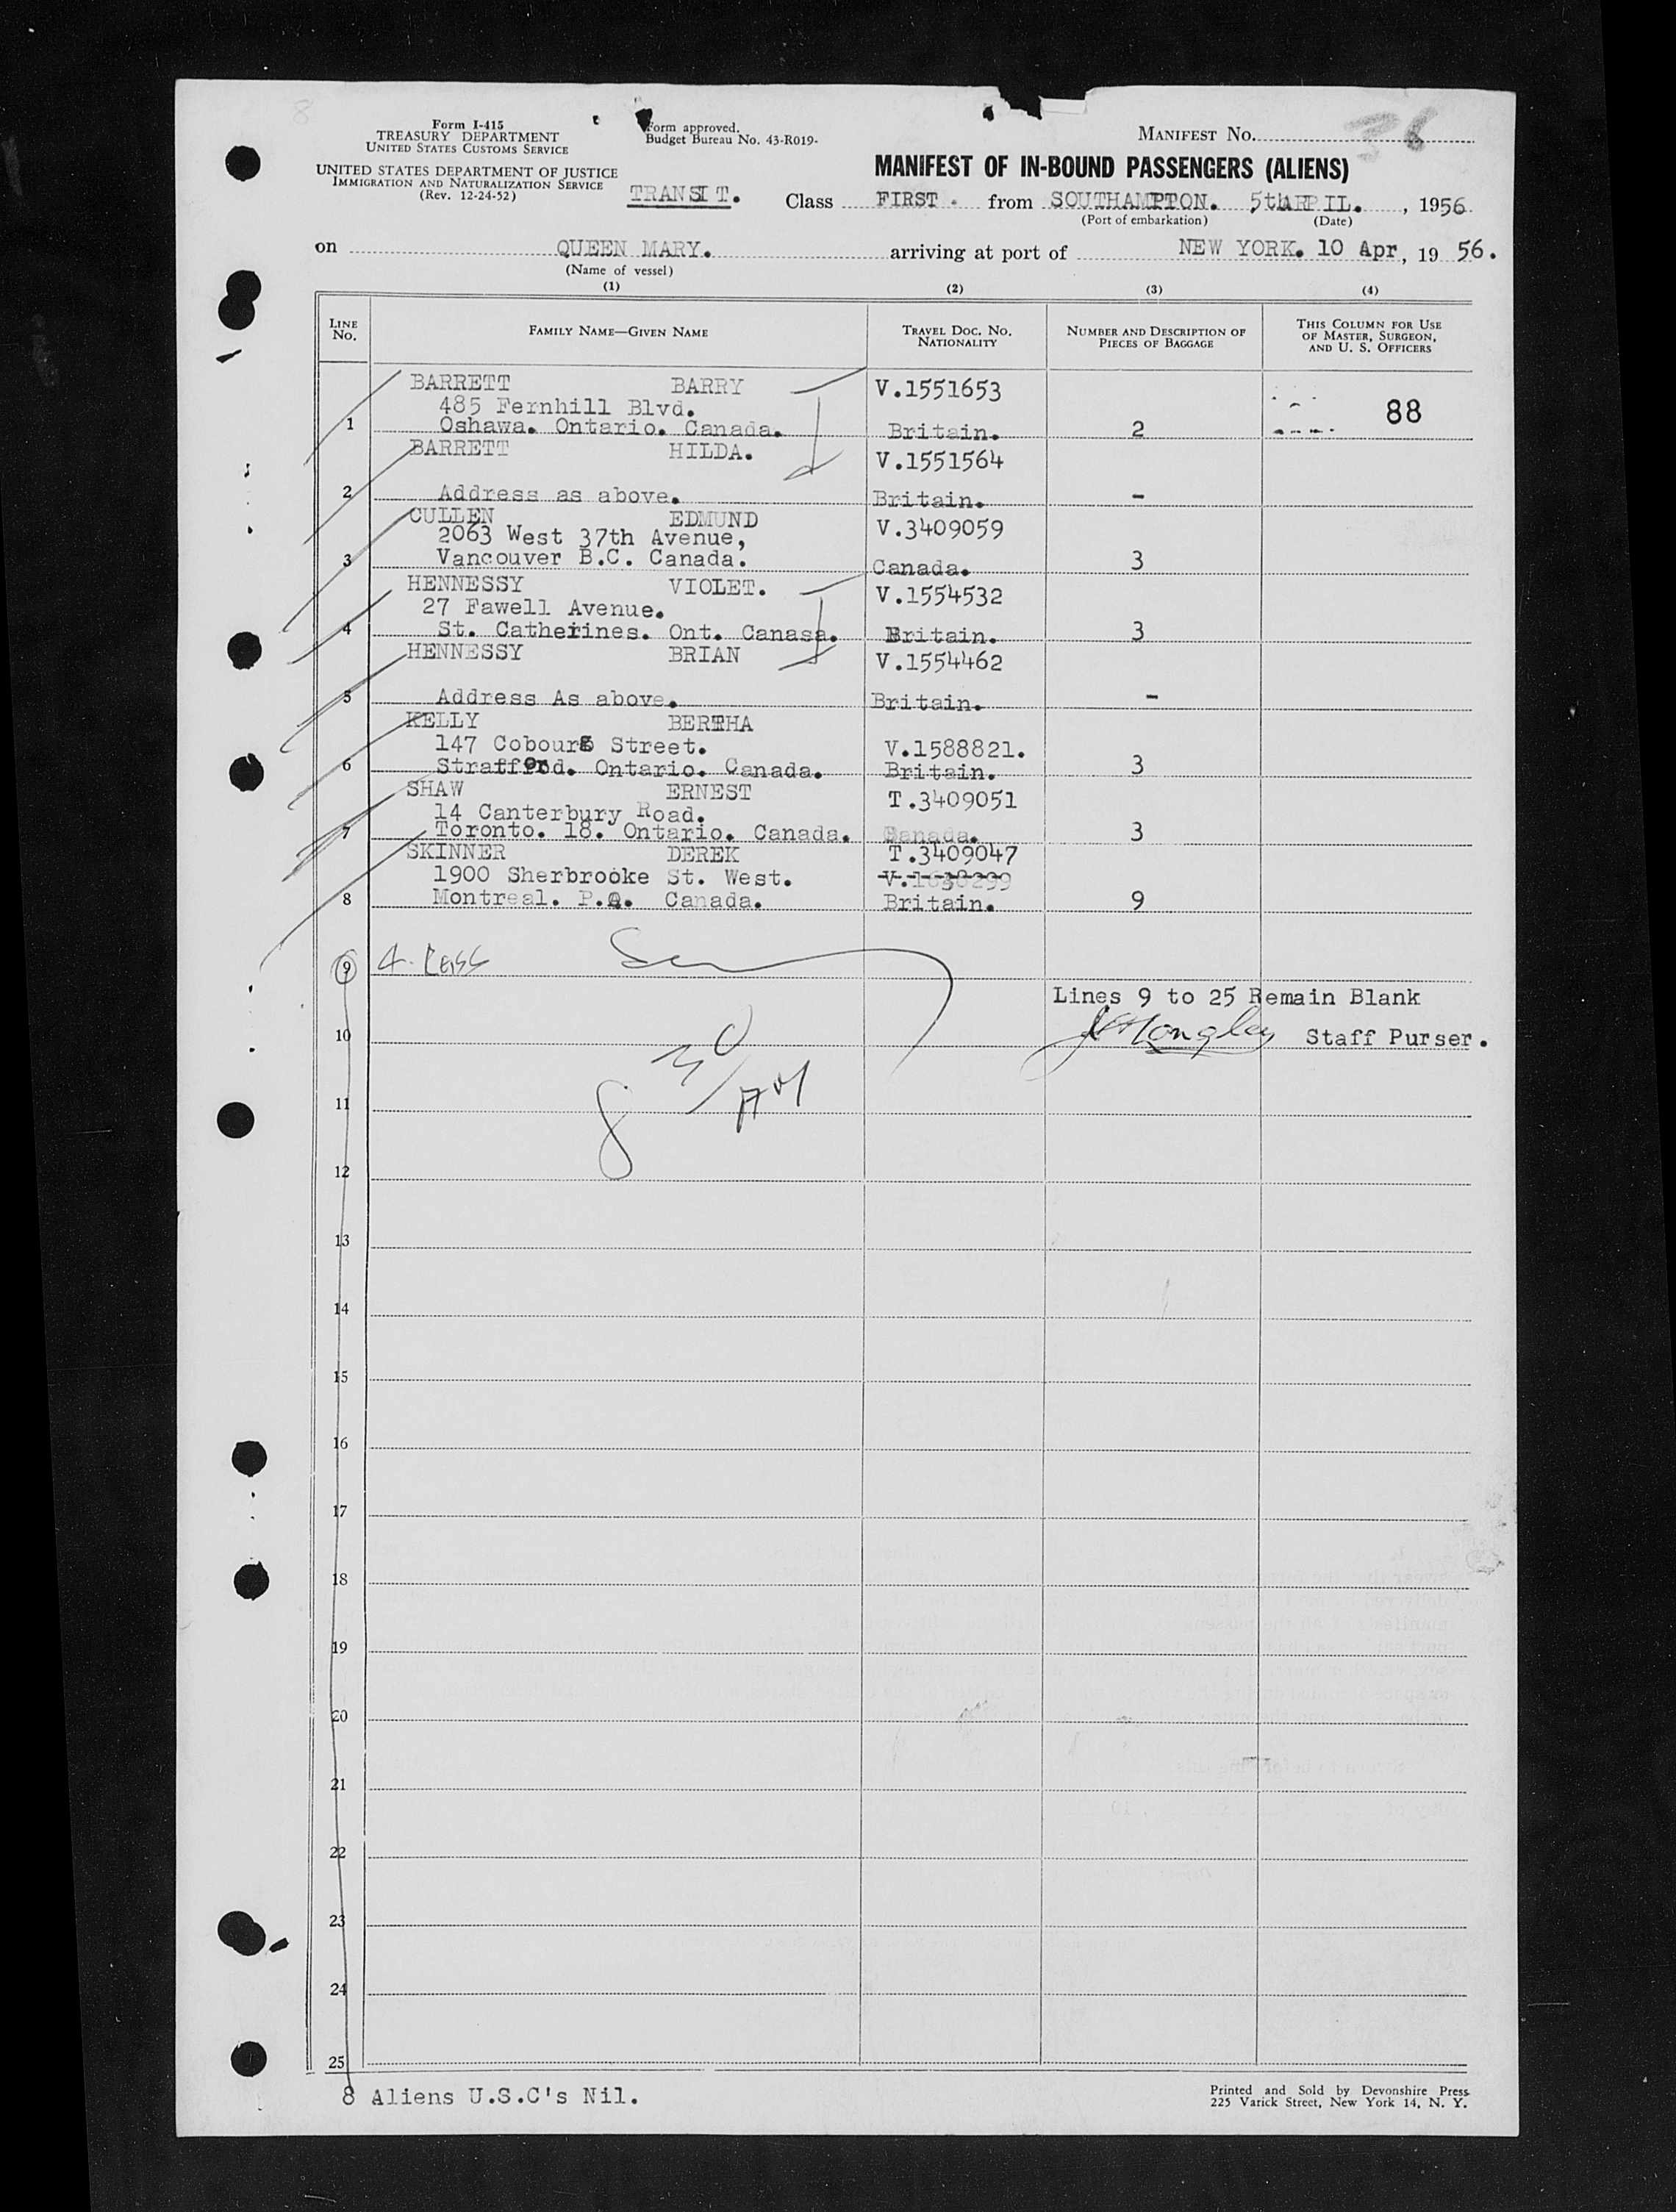 Form I-415
TREASURY DEPARTMENT
UNITED STATES CUSTOMS SERVICE
UNITED STATES DEPARTMENT OF JUSTICE
IMMIGRATION AND NATURALIZATION SERVICE
(Rev. 12-24-52)
Form approved.
Budget Bureau No. 43-R019-
MANIFEST No.
MANIFEST OF IN-BOUND PASSENGERS (ALIENS)
TRANSIT. Class FIRST. from SOUTHAMPTON. 5thAPRIL., 1956
(Port of embarkation) (Date)
on QUEEN MARY. arriving at port of NEW YORK. 10 Apr, 19 56.
(Name of vessel)
(1) (2) (3) (4)
LINE No. FAMILY NAME—GIVEN NAME TRAVEL DOC. NO. NATIONALITY NUMBER AND DESCRIPTION OF PIECES OF BAGGAGE THIS COLUMN FOR USE OF MASTER, SURGEON, AND U. S. OFFICERS
BARRETT BARRY V.1551653
485 Fernhill Blvd. 88
1 Oshawa. Ontario. Canada. Britain. 2
BARRETT HILDA. V.1551564
2 Address as above. Britain. -
CULLEN EDMUND V.3409059
2063 West 37th Avenue,
3 Vancouver B.C. Canada. Canada. 3
HENNESSY VIOLET. V.1554532
27 Fawell Avenue.
4 St. Catherines. Ont. Canasa. Britain. 3
HENNESSY BRIAN V.1554462
5 Address As above. Britain. -
KELLY BERTHA
147 Cobourg Street. V.1588821.
6 Strafford. Ontario. Canada. Britain. 3
SHAW ERNEST T.3409051
14 Canterbury Road.
7 Toronto. 18. Ontario. Canada. Canada. 3
SKINNER DEREK T.3409047
1900 Sherbrooke St. West. V.1636299
8 Montreal. P.Q. Canada. Britain. 9
9
Lines 9 to 25 Remain Blank
10 Longley Staff Purser.
11
12
13
14
15
16
17
18
19
20
21
22
23
24
25
8 Aliens U.S.C's Nil.
Printed and Sold by Devonshire Press
225 Varick Street, New York 14, N. Y.